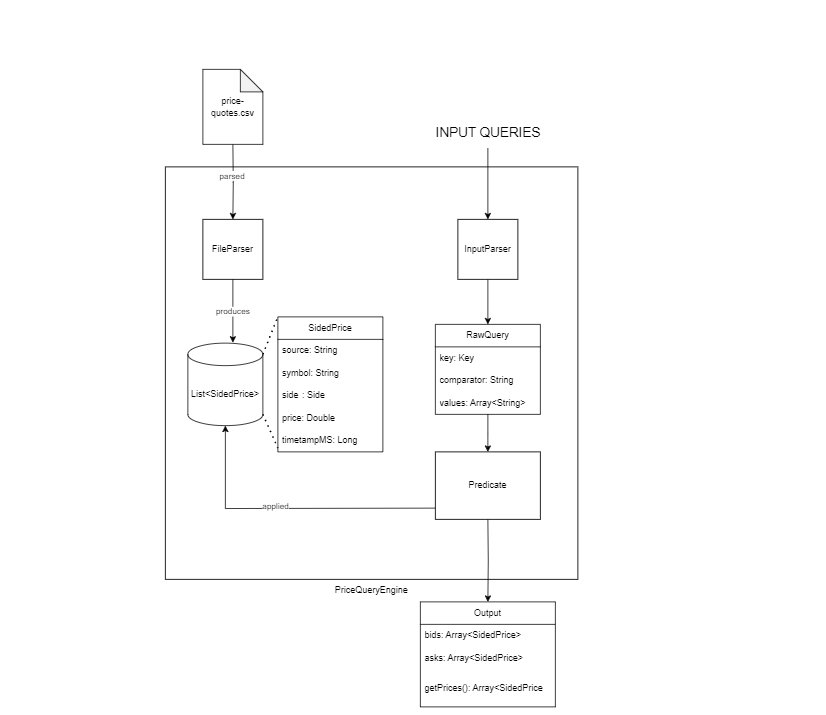 price-
quotes.csv
INPUT QUERIES
parsed
FileParser
InputParser
produces
SidedPrice
source: String
symbol: String
side : Side
price: Double
timetampMS: Long
List<SidedPrice>
RawQuery
key: Key
comparator: String
values: Array<String>
Predicate
applied
PriceQueryEngine
Output
bids: Array<SidedPrice>
asks: Array<SidedPrice>
getPrices(): Array<SidedPrice